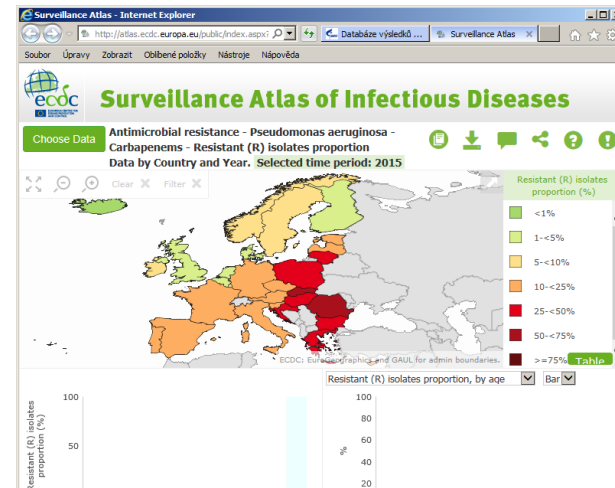 Surveillance Atlas - Internet Explorer
http://atlas.ecdc.europa.eu/public/index.aspx?
Databáze výsledků ...
Surveillance Atlas
Soubor Úpravy Zobrazit Oblíbené položky Nástroje Nápověda
ecdc
Surveillance Atlas of Infectious Diseases
Choose Data
Antimicrobial resistance - Pseudomonas aeruginosa -
Carbapenems - Resistant (R) isolates proportion
Data by Country and Year. Selected time period: 2015
Clear Filter
Resistant (R) isolates
proportion (%)
<1%
1-<5%
5-<10%
10-<25%
25-<50%
50-<75%
>=75%
Table
ECDC: EuroGeographics and GAUL for admin boundaries.
Resistant (R) isolates proportion, by age
Bar
Resistant (R) isolates
proportion (%)
100
50
%
100
80
60
40
20